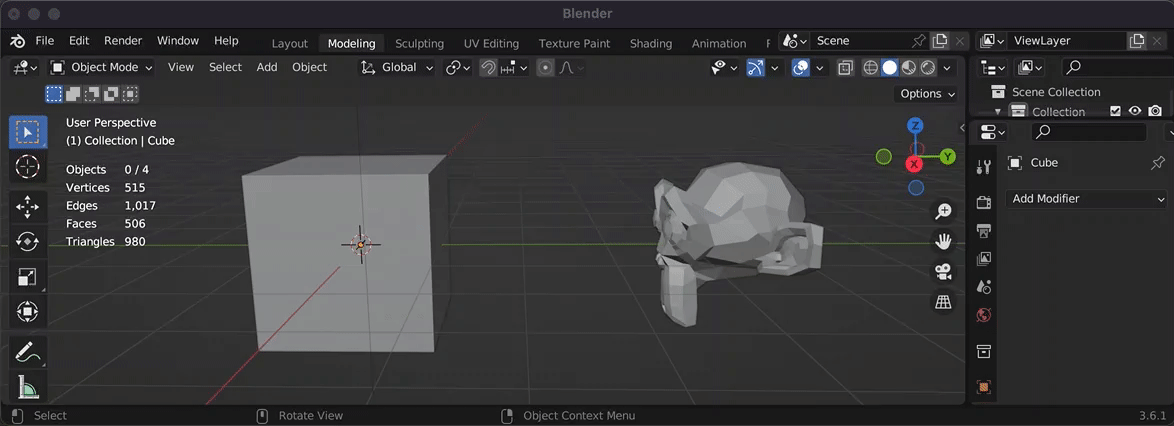 Blender
File Edit Render Window Help Layout Modeling Sculpting UV Editing Texture Paint Shading Animation Scene ViewLayer
Object Mode View Select Add Object Global
Options
Scene Collection
Collection
User Perspective
(1) Collection | Cube
Objects 0 / 4
Vertices 515
Edges 1,017
Faces 506
Triangles 980
Z
Y
X
Cube
Add Modifier
Select Rotate View Object Context Menu 3.6.1